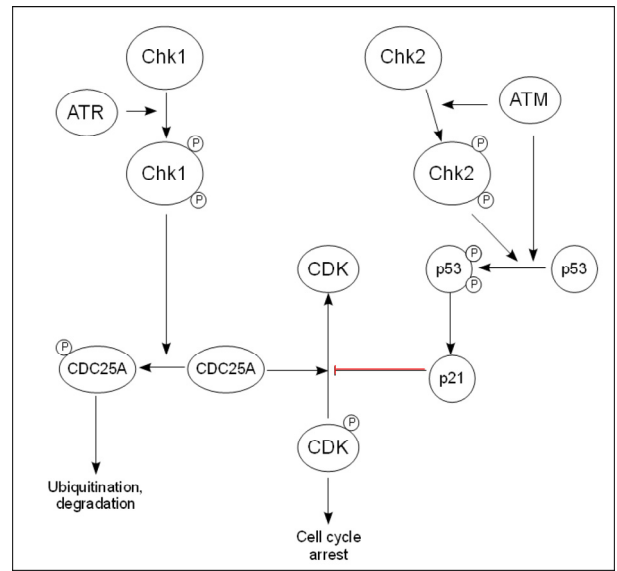 Chk1
Chk2
ATR
ATM
P
Chk1
P
P
Chk2
P
CDK
P
p53
P
p53
P
CDC25A
CDC25A
p21
P
CDK
Ubiquitination,
degradation
Cell cycle
arrest